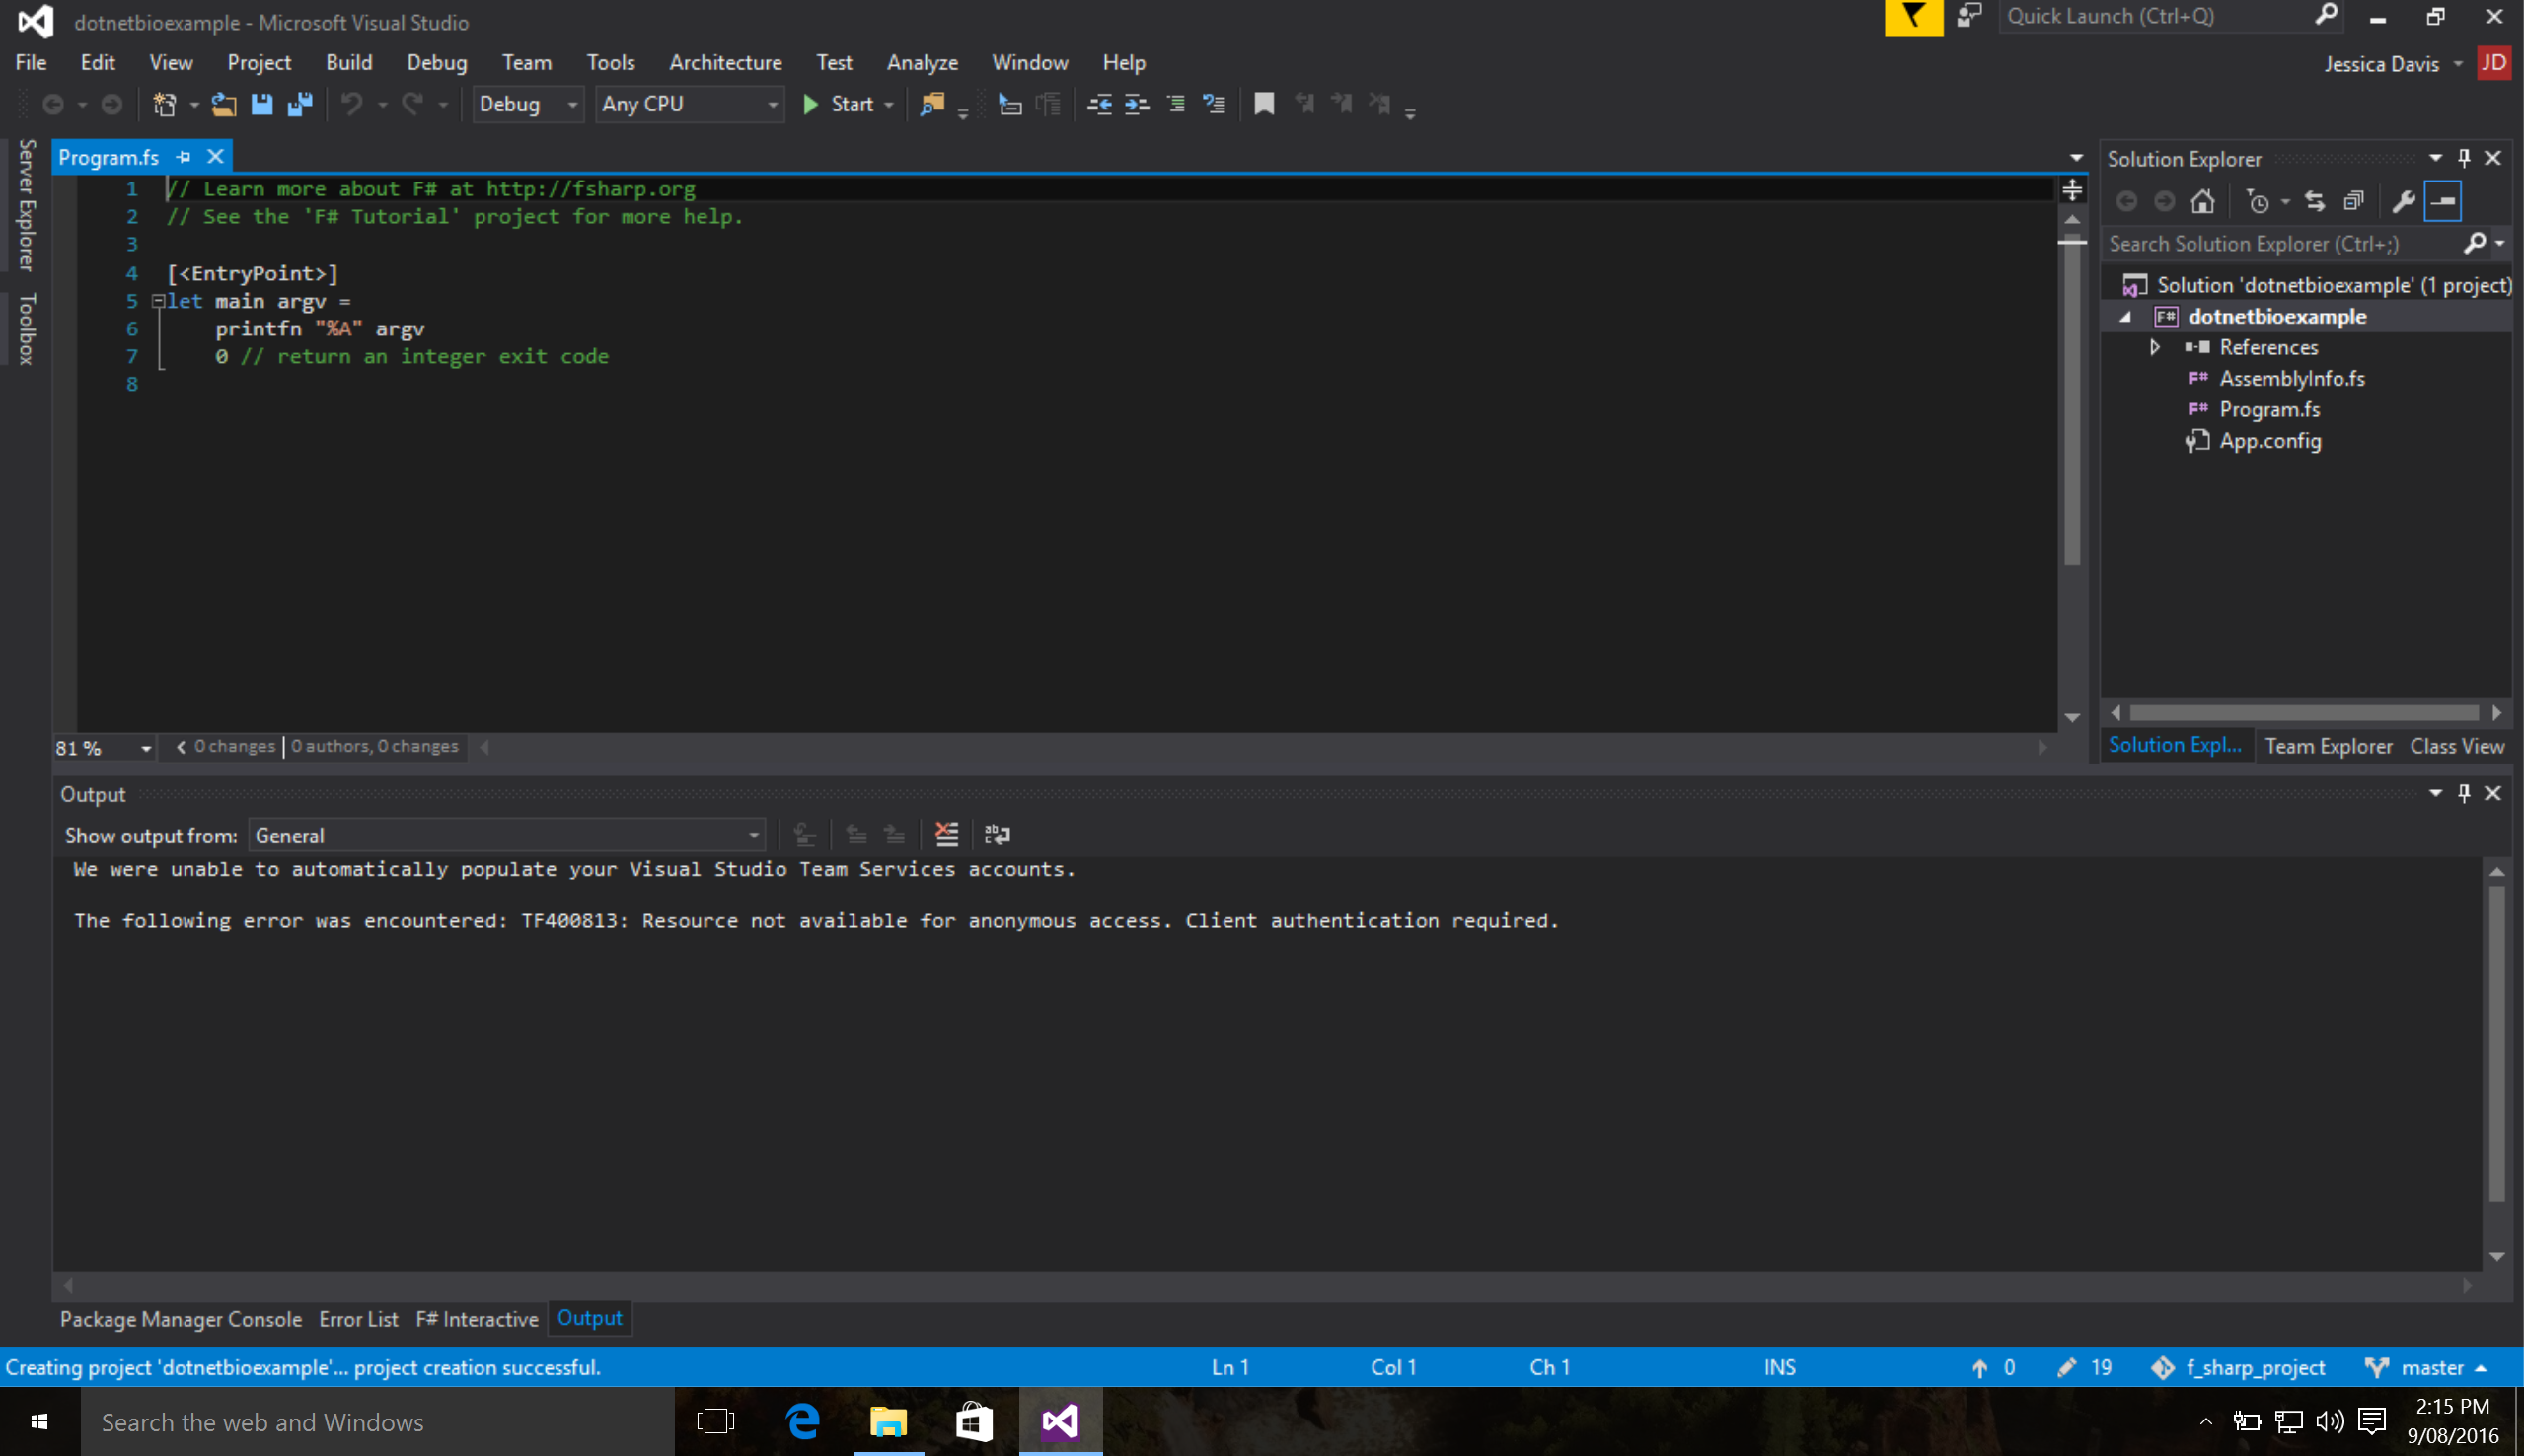 dotnetbioexample - Microsoft Visual Studio
Quick Launch (Ctrl+Q)
File Edit View Project Build Debug Team Tools Architecture Test Analyze Window Help
Jessica Davis JD
Debug Any CPU Start
Server Explorer
Toolbox
Program.fs
1 // Learn more about F# at http://fsharp.org
2 // See the 'F# Tutorial' project for more help.
3
4 [<EntryPoint>]
5 let main argv =
6 printfn "%A" argv
7 0 // return an integer exit code
8
81 % 0 changes | 0 authors, 0 changes
Solution Explorer
Search Solution Explorer (Ctrl+;)
Solution 'dotnetbioexample' (1 project)
F# dotnetbioexample
References
F# AssemblyInfo.fs
F# Program.fs
App.config
Solution Expl... Team Explorer Class View
Output
Show output from: General
We were unable to automatically populate your Visual Studio Team Services accounts.
The following error was encountered: TF400813: Resource not available for anonymous access. Client authentication required.
Package Manager Console Error List F# Interactive Output
Creating project 'dotnetbioexample'... project creation successful. Ln 1 Col 1 Ch 1 INS 0 19 f_sharp_project master
Search the web and Windows
2:15 PM
9/08/2016